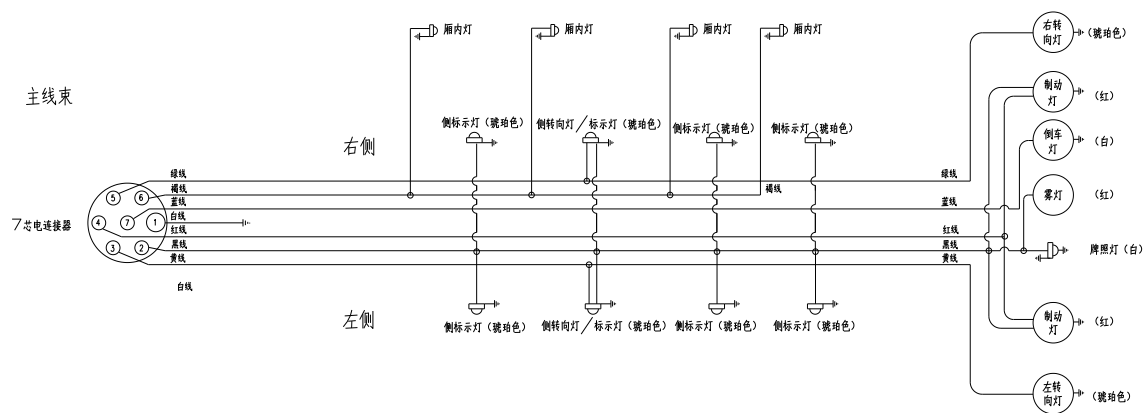 厢内灯 厢内灯 厢内灯 厢内灯
右转向灯 (琥珀色)
主线束
制动灯 (红)
侧标示灯(琥珀色) 侧转向灯/标示灯(琥珀色) 侧标示灯(琥珀色) 侧标示灯(琥珀色)
右侧
倒车灯 (白)
绿线 绿线
5 6 褐线 褐线
蓝线 蓝线
雾灯 (红)
7芯电连接器 4 7 1 白线
红线 红线
3 2 黑线 黑线
牌照灯(白)
黄线 黄线
白线
左侧
侧标示灯(琥珀色) 侧转向灯/标示灯(琥珀色) 侧标示灯(琥珀色) 侧标示灯(琥珀色)
制动灯 (红)
左转向灯 (琥珀色)